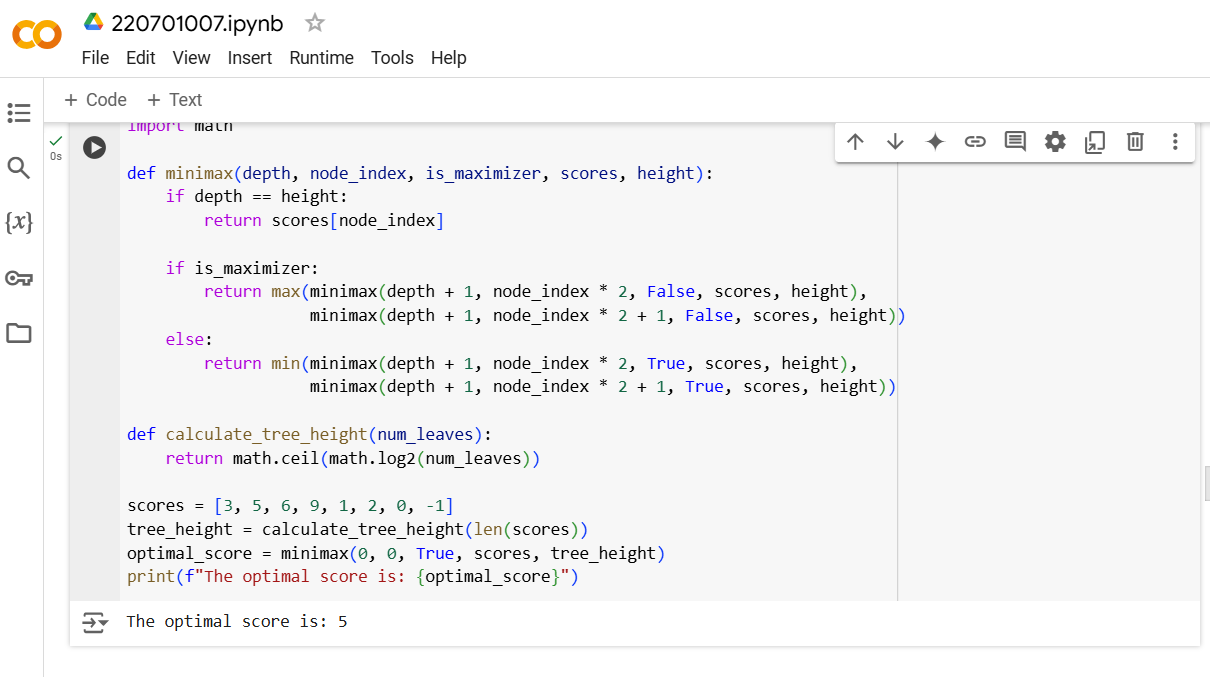 220701007.ipynb
File Edit View Insert Runtime Tools Help
+ Code + Text
import math
0s
def minimax(depth, node_index, is_maximizer, scores, height):
    if depth == height:
        return scores[node_index]
    if is_maximizer:
        return max(minimax(depth + 1, node_index * 2, False, scores, height),
                   minimax(depth + 1, node_index * 2 + 1, False, scores, height))
    else:
        return min(minimax(depth + 1, node_index * 2, True, scores, height),
                   minimax(depth + 1, node_index * 2 + 1, True, scores, height))
def calculate_tree_height(num_leaves):
    return math.ceil(math.log2(num_leaves))
scores = [3, 5, 6, 9, 1, 2, 0, -1]
tree_height = calculate_tree_height(len(scores))
optimal_score = minimax(0, 0, True, scores, tree_height)
print(f"The optimal score is: {optimal_score}")
The optimal score is: 5
{x}